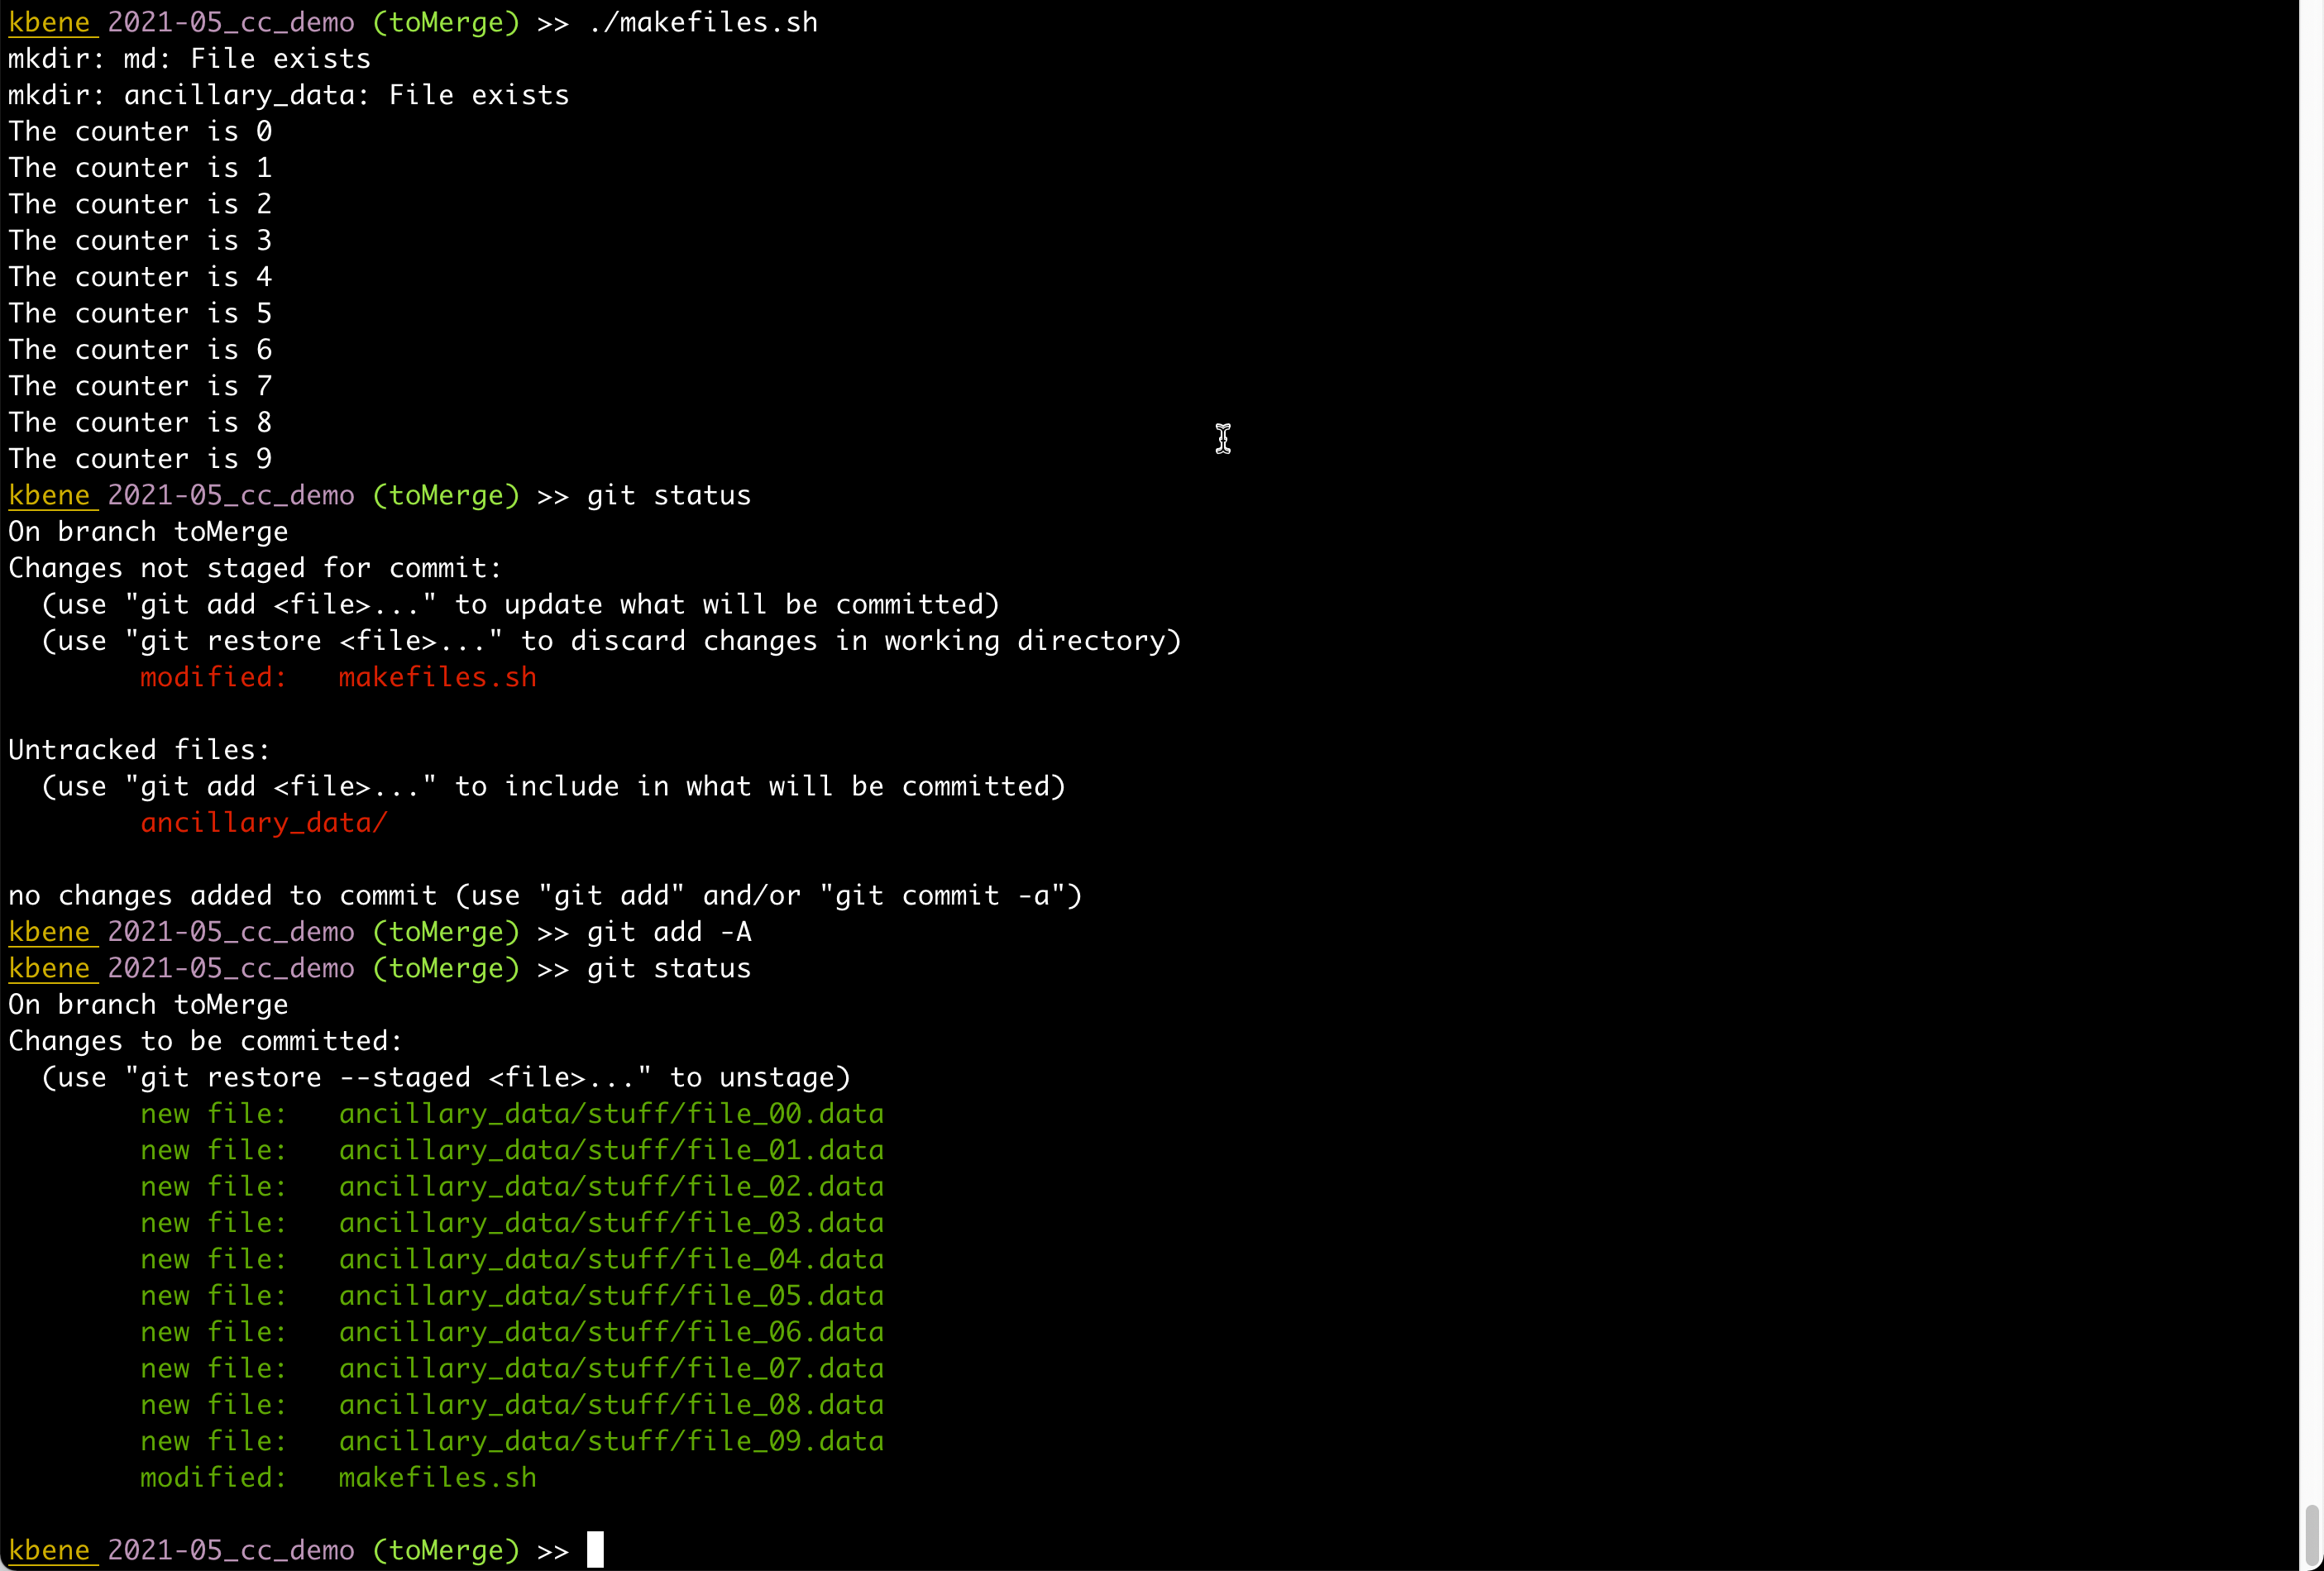 kbene 2021-05_cc_demo (toMerge) >> ./makefiles.sh
mkdir: md: File exists
mkdir: ancillary_data: File exists
The counter is 0
The counter is 1
The counter is 2
The counter is 3
The counter is 4
The counter is 5
The counter is 6
The counter is 7
The counter is 8
The counter is 9
kbene 2021-05_cc_demo (toMerge) >> git status
On branch toMerge
Changes not staged for commit:
  (use "git add <file>..." to update what will be committed)
  (use "git restore <file>..." to discard changes in working directory)
        modified:   makefiles.sh

Untracked files:
  (use "git add <file>..." to include in what will be committed)
        ancillary_data/

no changes added to commit (use "git add" and/or "git commit -a")
kbene 2021-05_cc_demo (toMerge) >> git add -A
kbene 2021-05_cc_demo (toMerge) >> git status
On branch toMerge
Changes to be committed:
  (use "git restore --staged <file>..." to unstage)
        new file:   ancillary_data/stuff/file_00.data
        new file:   ancillary_data/stuff/file_01.data
        new file:   ancillary_data/stuff/file_02.data
        new file:   ancillary_data/stuff/file_03.data
        new file:   ancillary_data/stuff/file_04.data
        new file:   ancillary_data/stuff/file_05.data
        new file:   ancillary_data/stuff/file_06.data
        new file:   ancillary_data/stuff/file_07.data
        new file:   ancillary_data/stuff/file_08.data
        new file:   ancillary_data/stuff/file_09.data
        modified:   makefiles.sh

kbene 2021-05_cc_demo (toMerge) >>